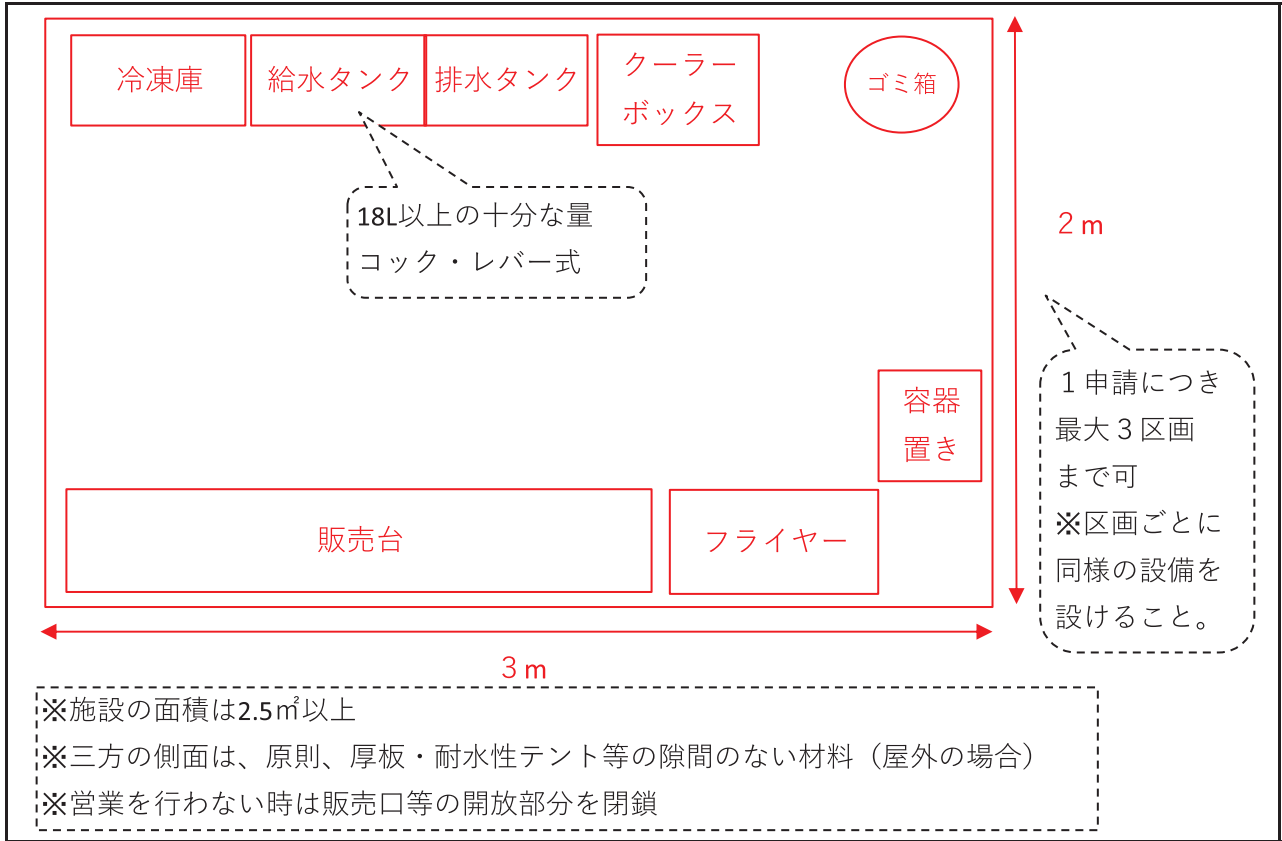 冷凍庫
給水タンク
排水タンク
クーラー
ボックス
ゴミ箱
18L以上の十分な量
コック・レバー式
2 m
1申請につき
最大3区画
まで可
※区画ごとに
同様の設備を
設けること。
容器
置き
販売台
フライヤー
3 m
※施設の面積は2.5㎡以上
※三方の側面は、原則、厚板・耐水性テント等の隙間のない材料（屋外の場合）
※営業を行わない時は販売口等の開放部分を閉鎖